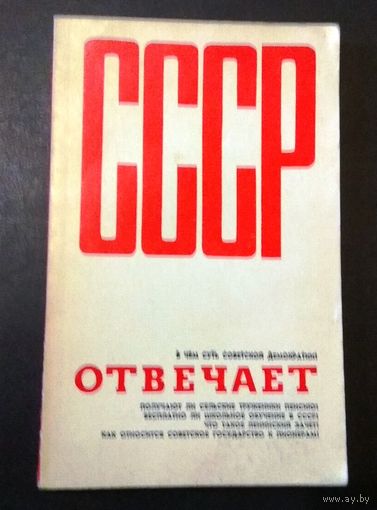 СССР
В ЧЕМ СУТЬ СОВЕТСКОЙ ДЕМОКРАТИИ
ОТВЕЧАЕТ
ПОЛУЧАЮТ ЛИ СЕЛЬСКИЕ ТРУЖЕНИКИ ПЕНСИЮ?
БЕСПЛАТНО ЛИ ШКОЛЬНОЕ ОБУЧЕНИЕ В СССР?
ЧТО ТАКОЕ ЛЕНИНСКИЙ ЗАЧЕТ?
КАК ОТНОСИТСЯ СОВЕТСКОЕ ГОСУДАРСТВО К РЕЛИГИИ?
www.ay.by